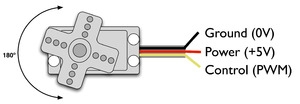 180°
Ground (0V)
Power (+5V)
Control (PWM)